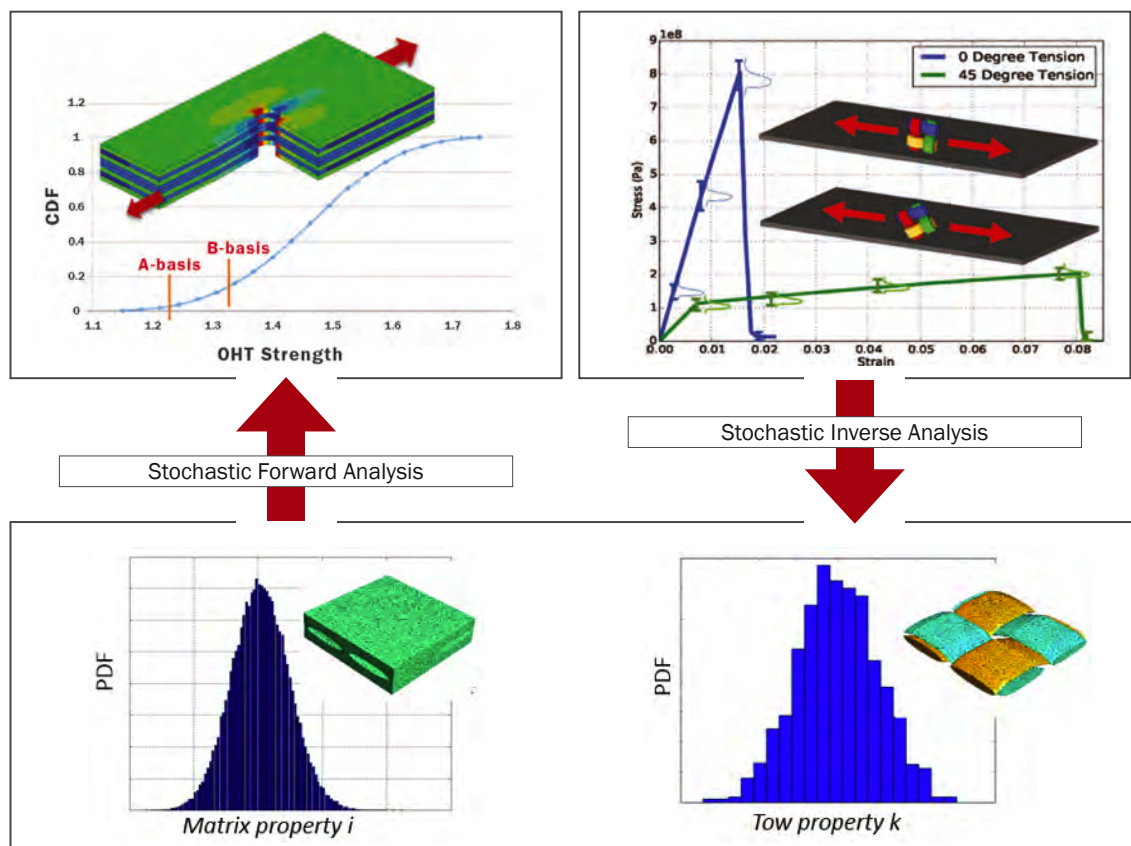 1.2
1
0.8
0.6
0.4
0.2
0
CDF
A-basis
B-basis
1.1
1.2
1.3
1.4
1.5
1.6
1.7
1.8
OHT Strength
1e8
9
8
7
6
5
4
3
2
1
0
Stress (Pa)
0 Degree Tension
45 Degree Tension
0.00
0.01
0.02
0.03
0.04
0.05
0.06
0.07
0.08
Strain
Stochastic Forward Analysis
Stochastic Inverse Analysis
PDF
Matrix property i
PDF
Tow property k